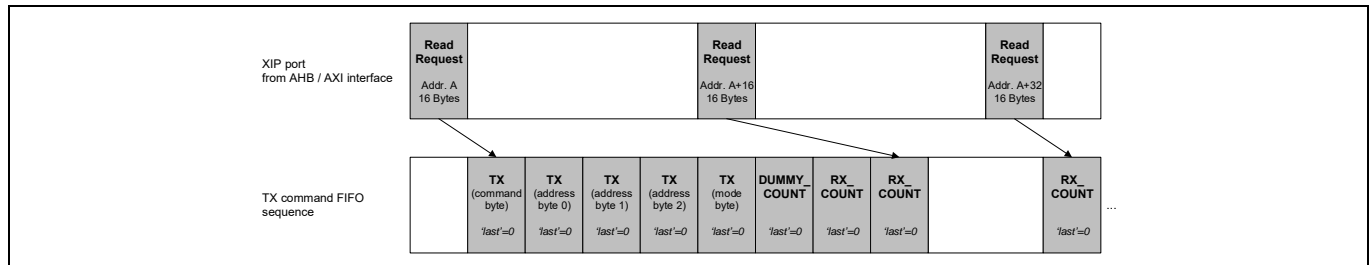 XIP port
from AHB / AXI interface
Read
Request
Addr. A
16 Bytes
Read
Request
Addr. A+16
16 Bytes
Read
Request
Addr. A+32
16 Bytes
TX command FIFO
sequence
TX
(command
byte)
'last'=0
TX
(address
byte 0)
'last'=0
TX
(address
byte 1)
'last'=0
TX
(address
byte 2)
'last'=0
TX
(mode
byte)
'last'=0
DUMMY_
COUNT
'last'=0
RX_
COUNT
'last'=0
RX_
COUNT
'last'=0
RX_
COUNT
'last'=0
...